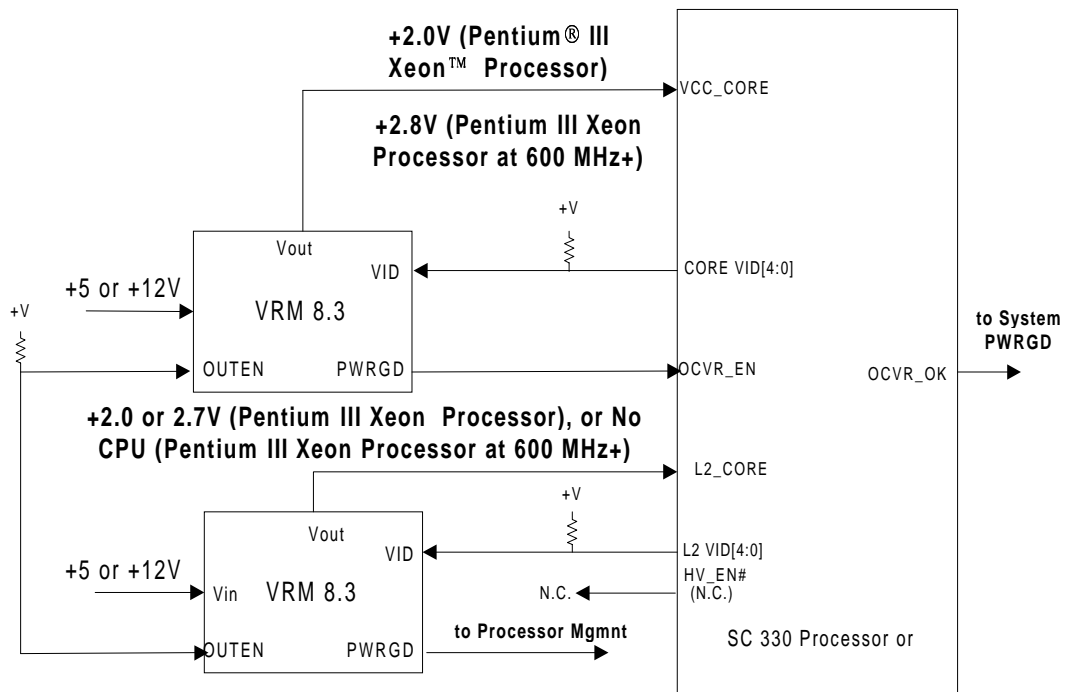 +2.0V (Pentium® III
Xeon™ Processor)
VCC_CORE
+2.8V (Pentium III Xeon
Processor at 600 MHz+)
+V
Vout
VID
CORE VID[4:0]
+5 or +12V
VRM 8.3
+V
to System
PWRGD
OUTEN
PWRGD
OCVR_EN
OCVR_OK
+2.0 or 2.7V (Pentium III Xeon Processor), or No
CPU (Pentium III Xeon Processor at 600 MHz+)
L2_CORE
+V
Vout
VID
L2 VID[4:0]
+5 or +12V
Vin
VRM 8.3
N.C.
HV_EN#
(N.C.)
to Processor Mgmnt
OUTEN
PWRGD
SC 330 Processor or